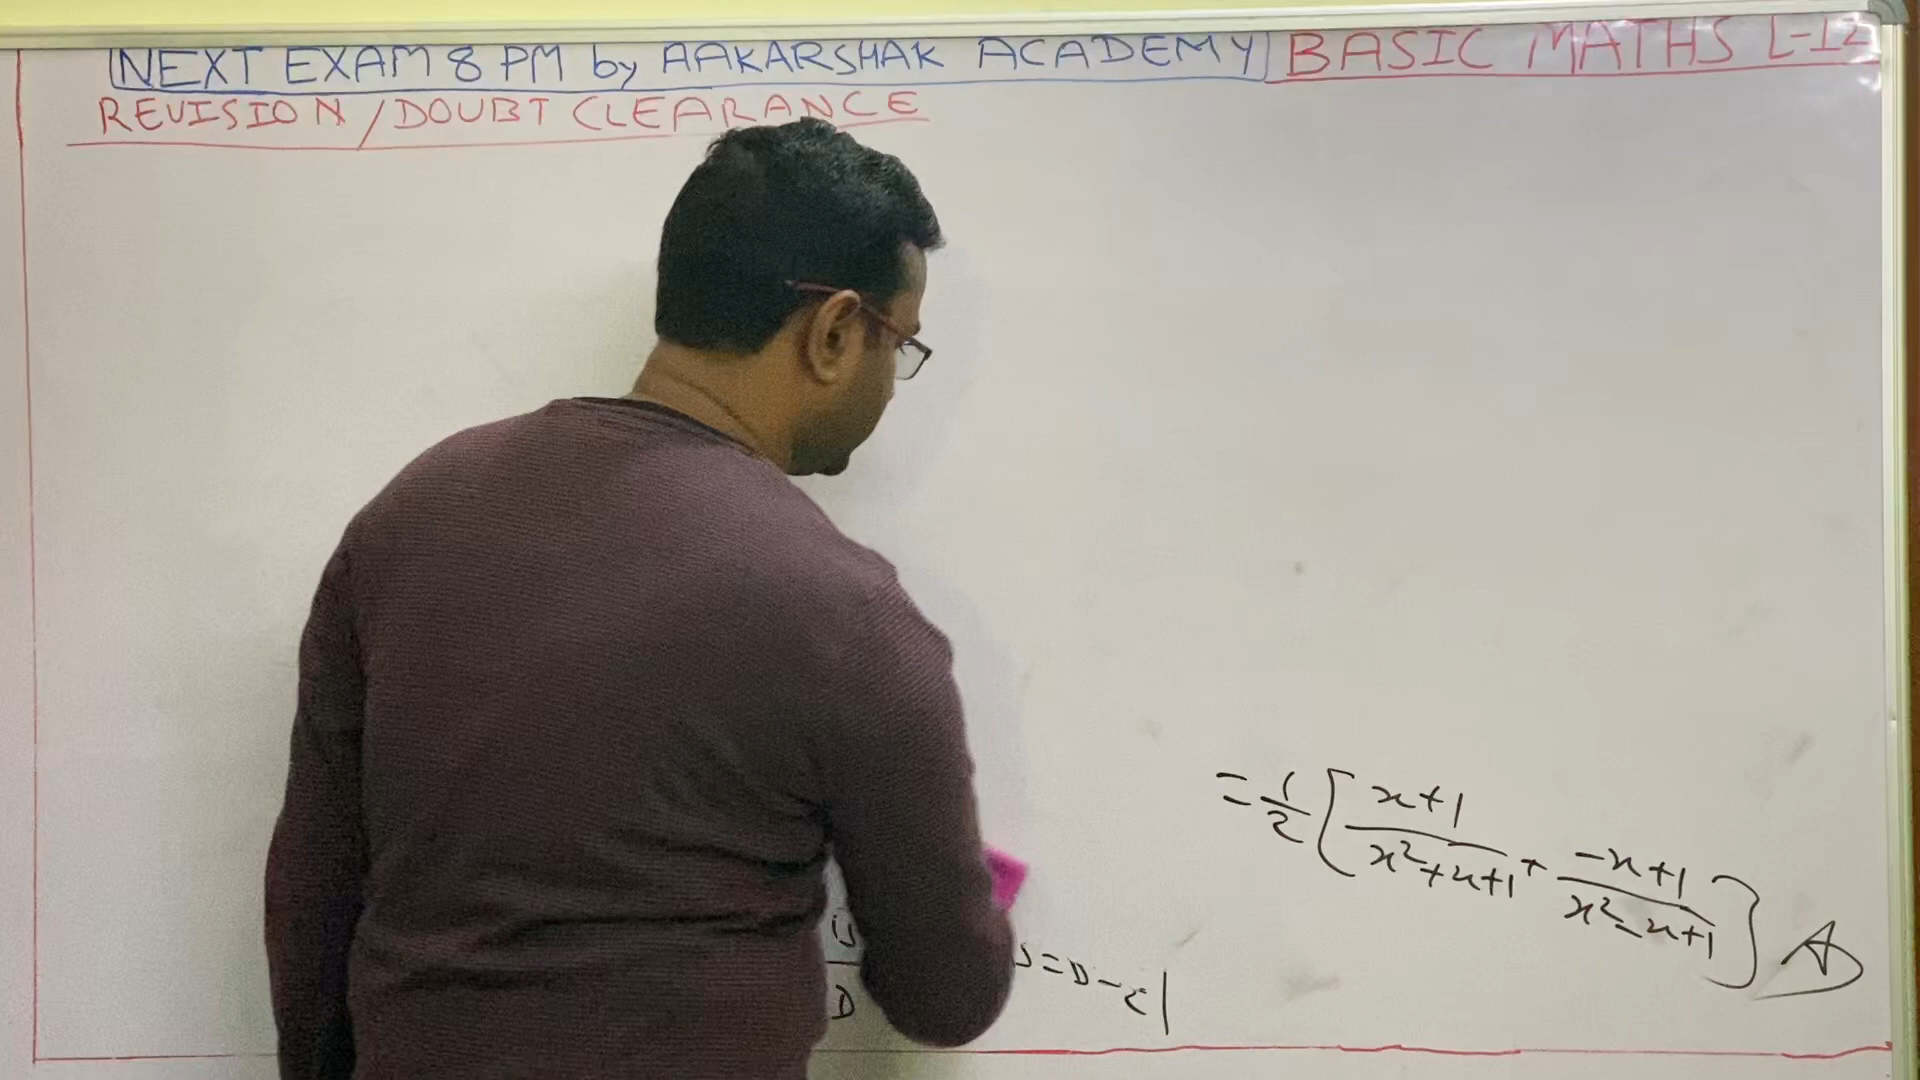 NEXT EXAM 8 PM by AAKARSHAK ACADEMY BASIC MATHS L-12
REVISION / DOUBT CLEARANCE
= 1/2 [ x+1 / x²+x+1 + -x+1 / x²-x+1 ] A
D